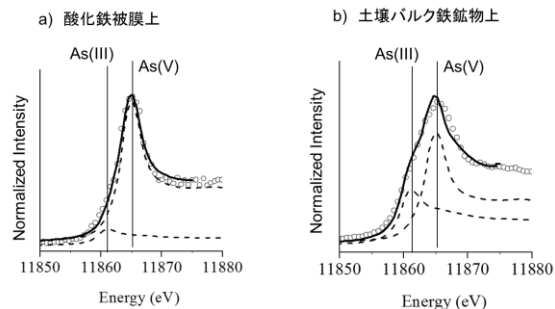 a) 酸化鉄被膜上
As(III)
As(V)
Normalized Intensity
11850
11860
11870
11880
Energy (eV)
b) 土壌バルク鉄鉱物上
As(III)
As(V)
Normalized Intensity
11850
11860
11870
11880
Energy (eV)